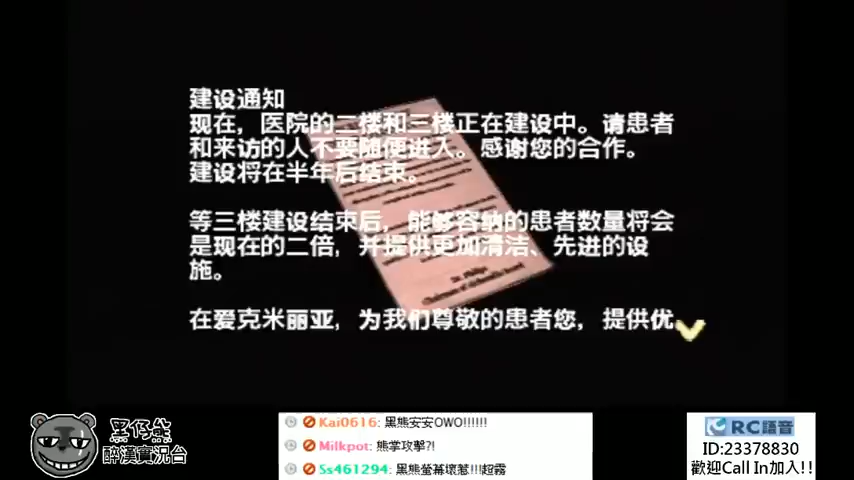 建设通知
现在，医院的二楼和三楼正在建设中。请患者
和来访的人不要随便进入。感谢您的合作。
建设将在半年后结束。
等三楼建设结束后，能够容纳的患者数量将会
是现在的二倍，并提供更加清洁、先进的设
施。
在爱克米丽亚，为我们尊敬的患者您，提供优
Dr. Philips
黑仔熊
醉漢實況台
Kai0616: 黑熊安安OWO!!!!!!
Milkpot: 熊掌攻擊?!
Ss461294: 黑熊螢幕壞惹!!!超霧
RC語音
ID:23378830
歡迎Call In加入!!